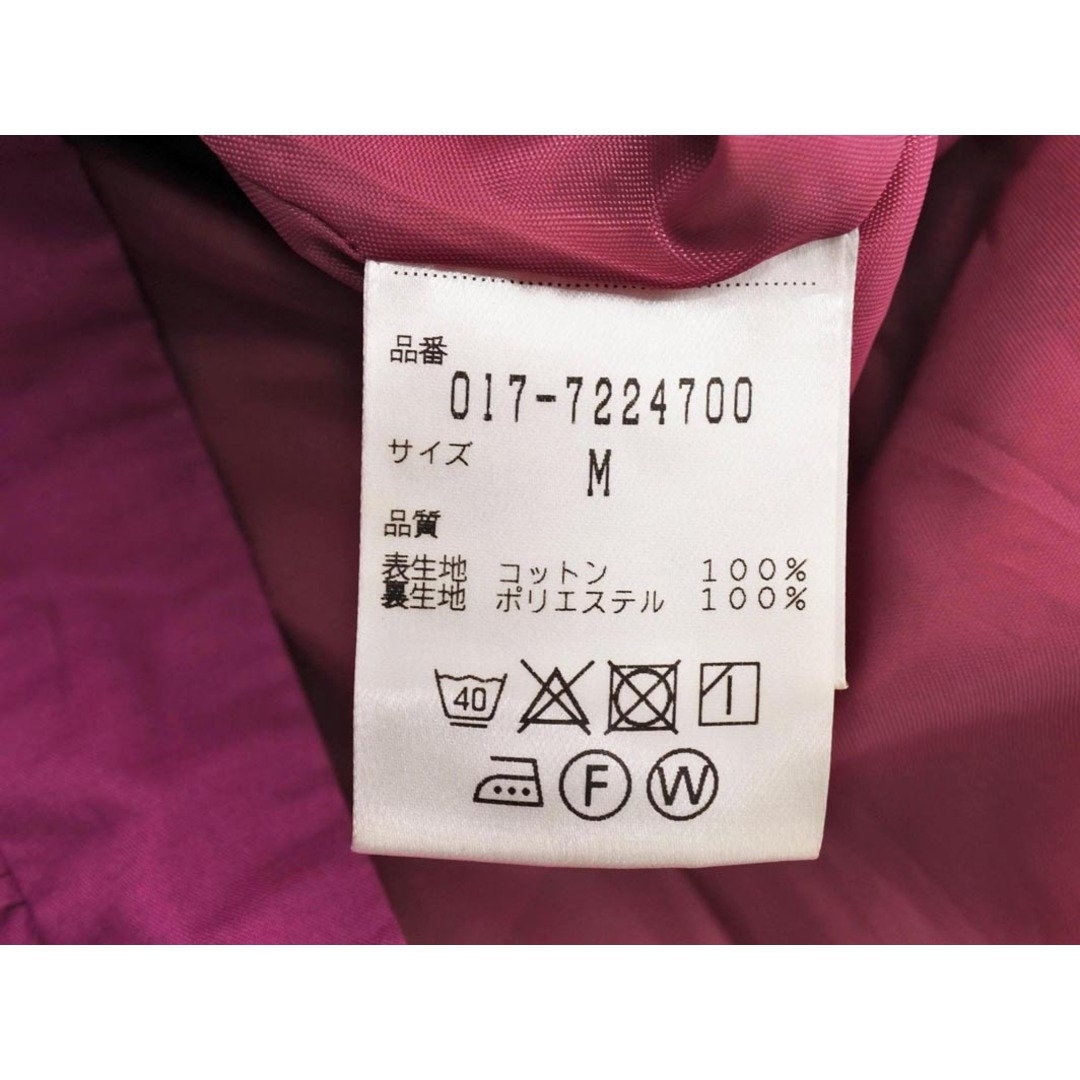 品番
017-7224700
サイズ
M
品質
表生地 コットン 100%
裏生地 ポリエステル 100%
40
F W